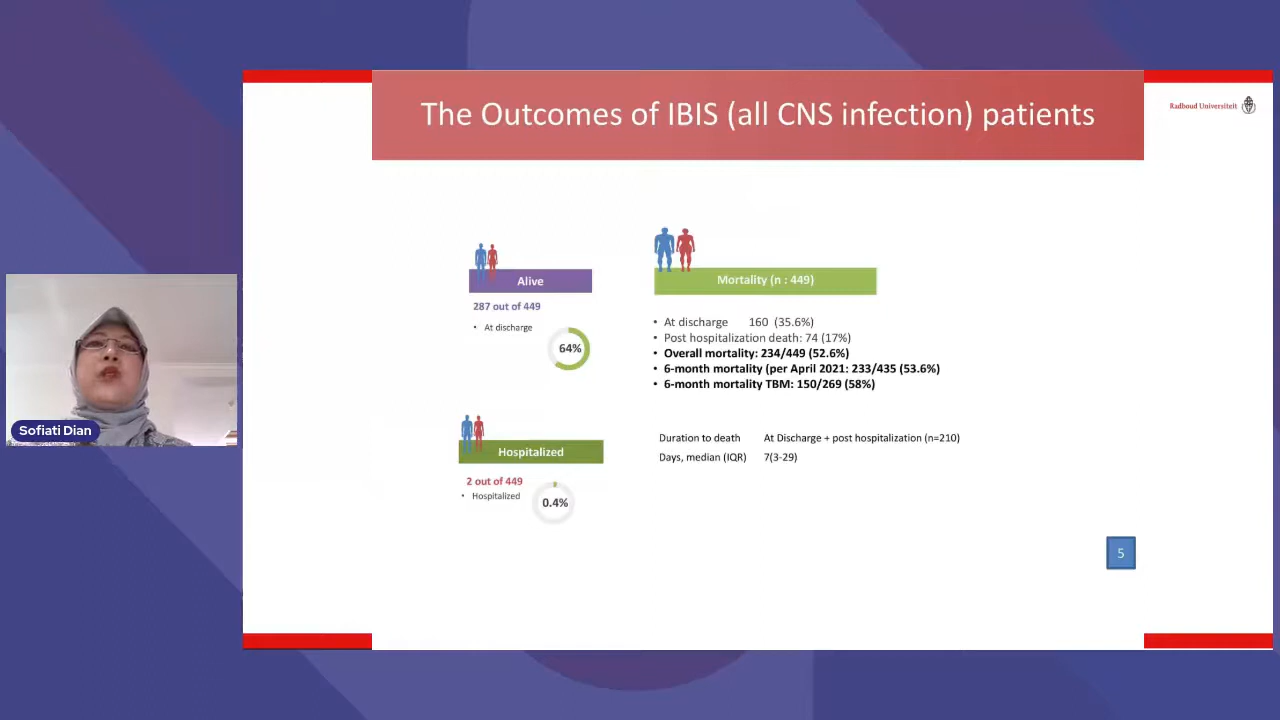 The Outcomes of IBIS (all CNS infection) patients
Radboud Universiteit
Alive
287 out of 449
• At discharge
64%
Hospitalized
2 out of 449
• Hospitalized
0.4%
Mortality (n : 449)
• At discharge 160 (35.6%)
• Post hospitalization death: 74 (17%)
• Overall mortality: 234/449 (52.6%)
• 6-month mortality (per April 2021: 233/435 (53.6%)
• 6-month mortality TBM: 150/269 (58%)
Duration to death At Discharge + post hospitalization (n=210)
Days, median (IQR) 7(3-29)
5
Sofiati Dian